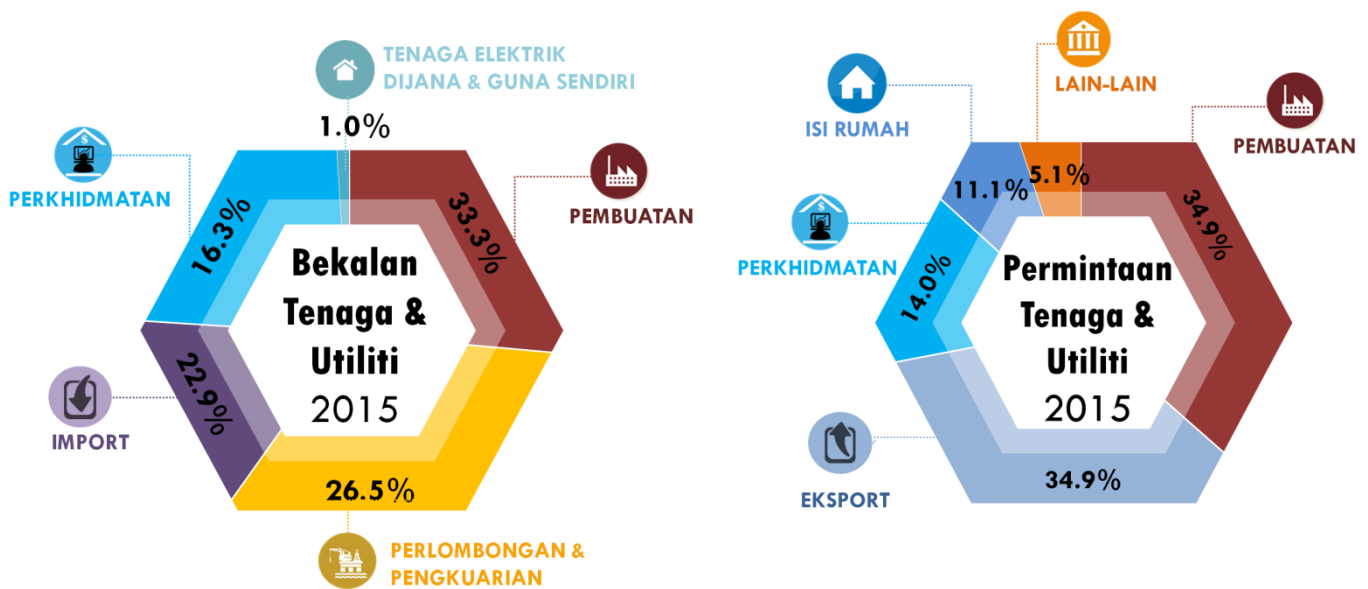 TENAGA ELEKTRIK
DIJANA & GUNA SENDIRI
1.0%
PERKHIDMATAN
16.3%
33.3%
PEMBUATAN
Bekalan
Tenaga &
Utiliti
2015
22.9%
IMPORT
26.5%
PERLOMBONGAN &
PENGKUARIAN
LAIN-LAIN
ISI RUMAH
PEMBUATAN
11.1%
5.1%
34.9%
PERKHIDMATAN
14.0%
Permintaan
Tenaga &
Utiliti
2015
EKSPORT
34.9%